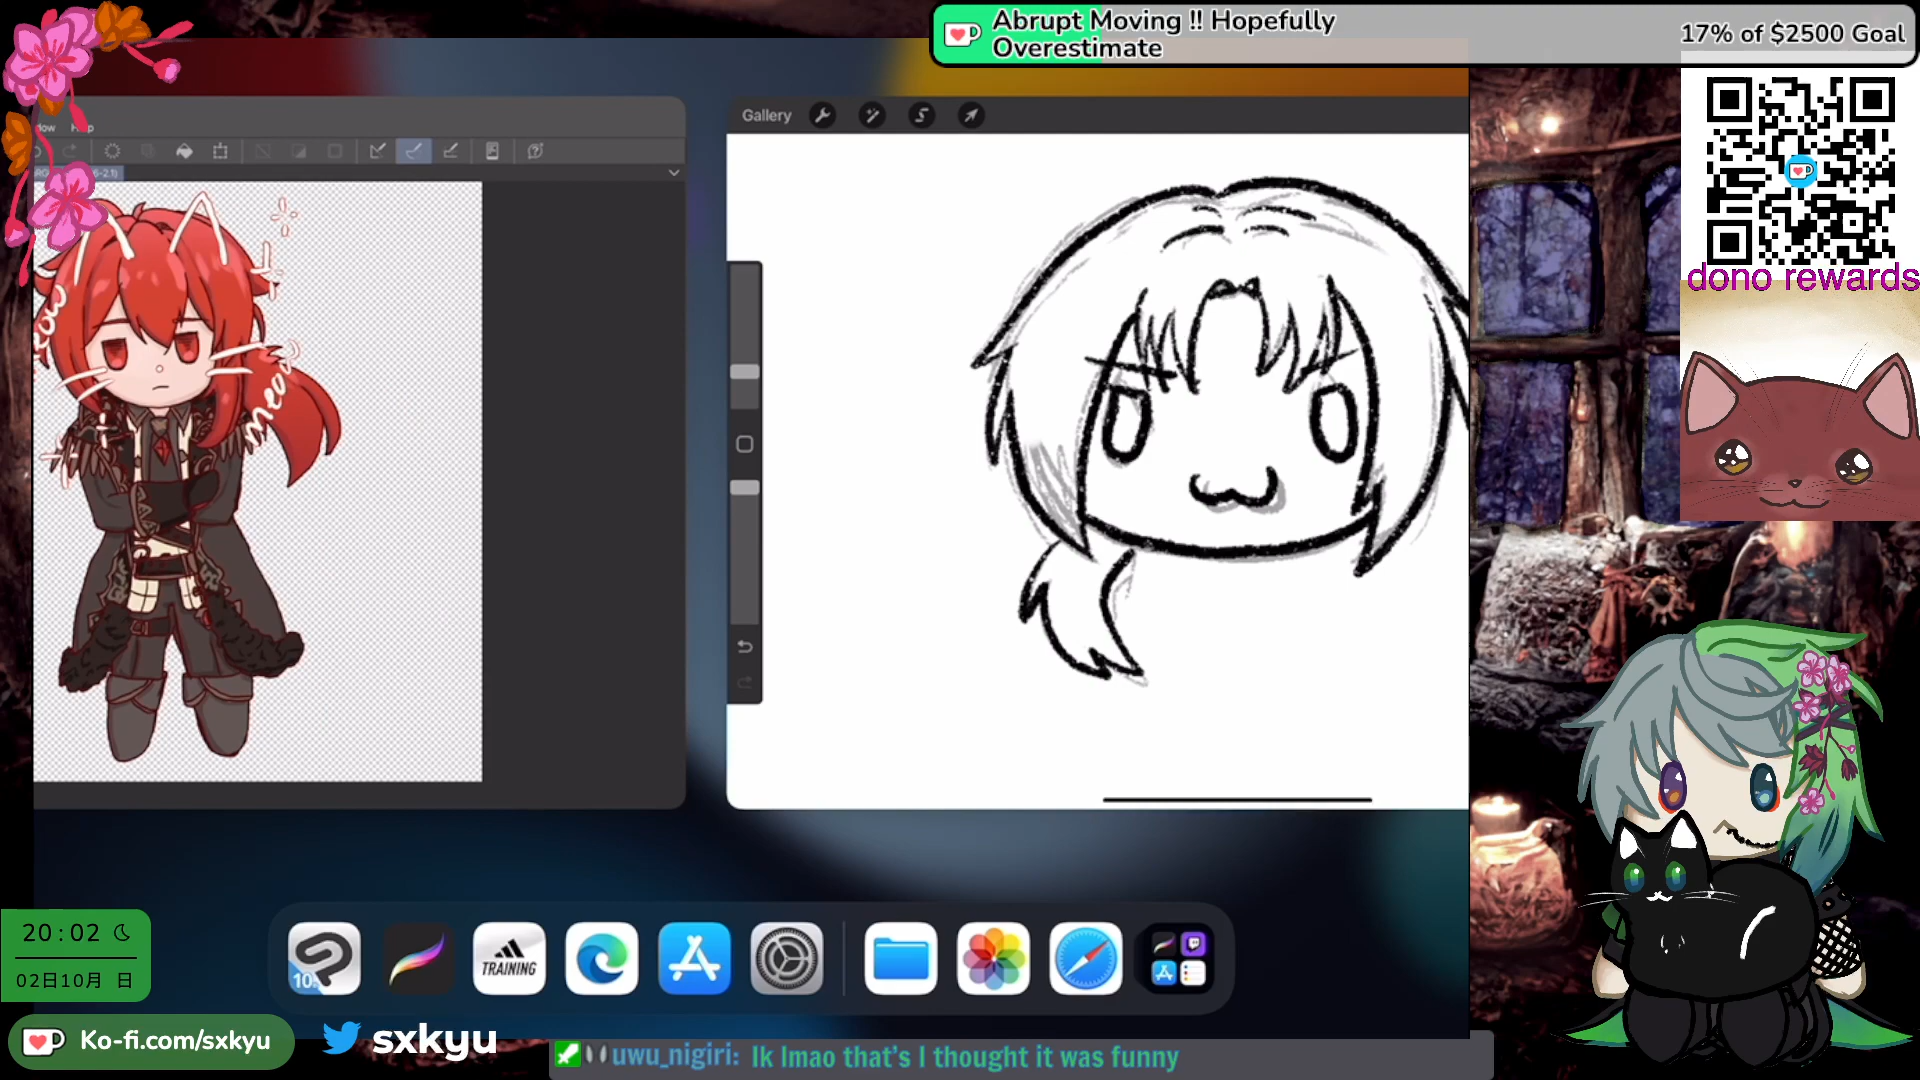 Abrupt Moving !! Hopefully
Overestimate
17% of $2500 Goal
Gallery
dono rewards
meow
TRAINING
20:02
02日10月 日
Ko-fi.com/sxkyu
sxkyu
uwu_nigiri: Ik lmao that's I thought it was funny